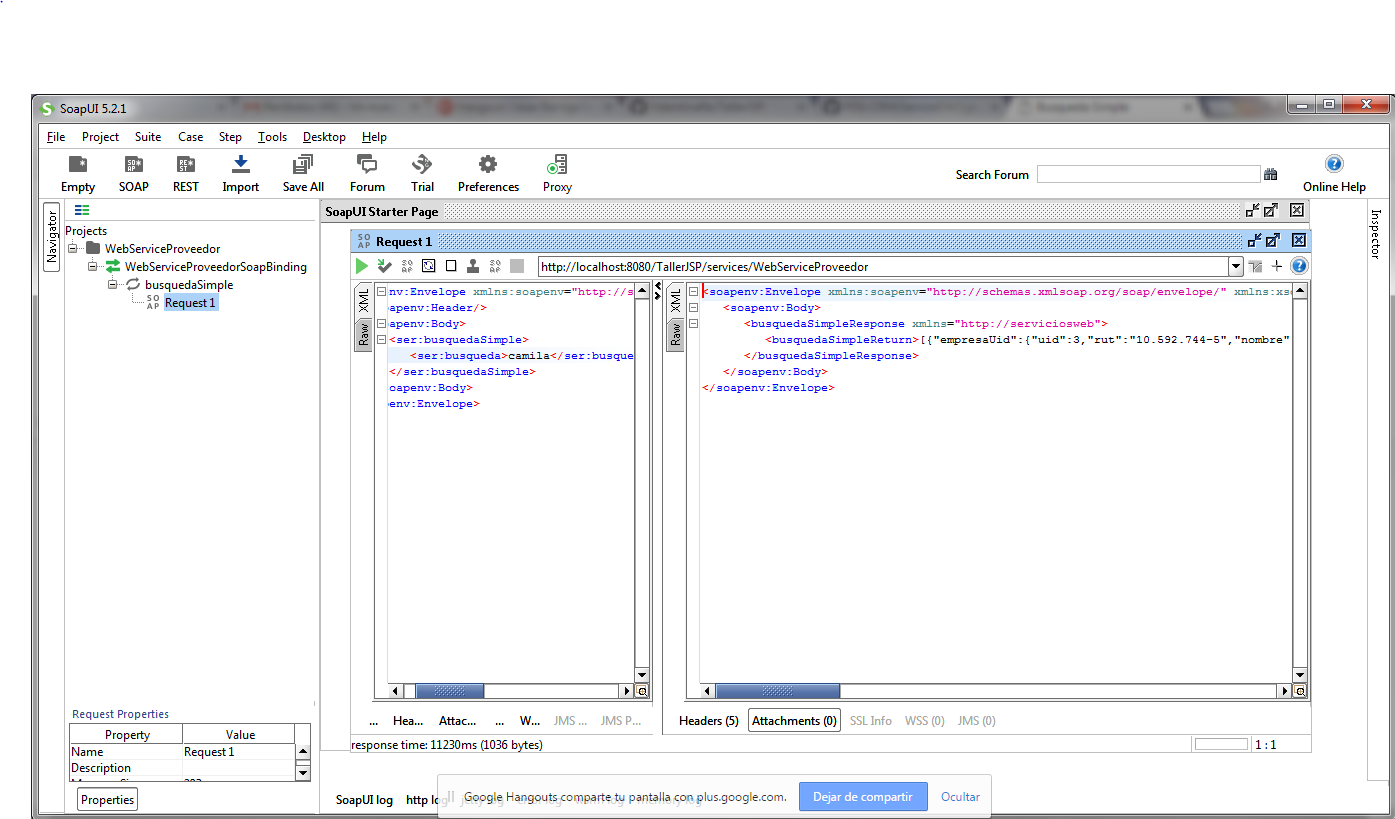 SoapUI 5.2.1
File Project Suite Case Step Tools Desktop Help
Empty SOAP REST Import Save All Forum Trial Preferences Proxy
Search Forum
Online Help
Navigator
Projects
WebServiceProveedor
WebServiceProveedorSoapBinding
busquedaSimple
SOAP Request 1
SoapUI Starter Page
SOAP Request 1
http://localhost:8080/TallerJSP/services/WebServiceProveedor
XML
Raw
nv:Envelope xmlns:soapenv="http://s
apenv:Header/>
apenv:Body>
<ser:busquedaSimple>
<ser:busqueda>camila</ser:busque
</ser:busquedaSimple>
oapenv:Body>
env:Envelope>
XML
Raw
<soapenv:Envelope xmlns:soapenv="http://schemas.xmlsoap.org/soap/envelope/" xmlns:xs
<soapenv:Body>
<busquedaSimpleResponse xmlns="http://serviciosweb">
<busquedaSimpleReturn>[{"empresaUid":{"uid":3,"rut":"10.592.744-5","nombre"
</busquedaSimpleResponse>
</soapenv:Body>
</soapenv:Envelope>
Inspector
... Hea... Attac... ... W... JMS ... JMS P...
Headers (5) Attachments (0) SSL Info WSS (0) JMS (0)
response time: 11230ms (1036 bytes)
1 : 1
Request Properties
Property Value
Name Request 1
Description
Properties
SoapUI log http log
Google Hangouts comparte tu pantalla con plus.google.com.
Dejar de compartir
Ocultar